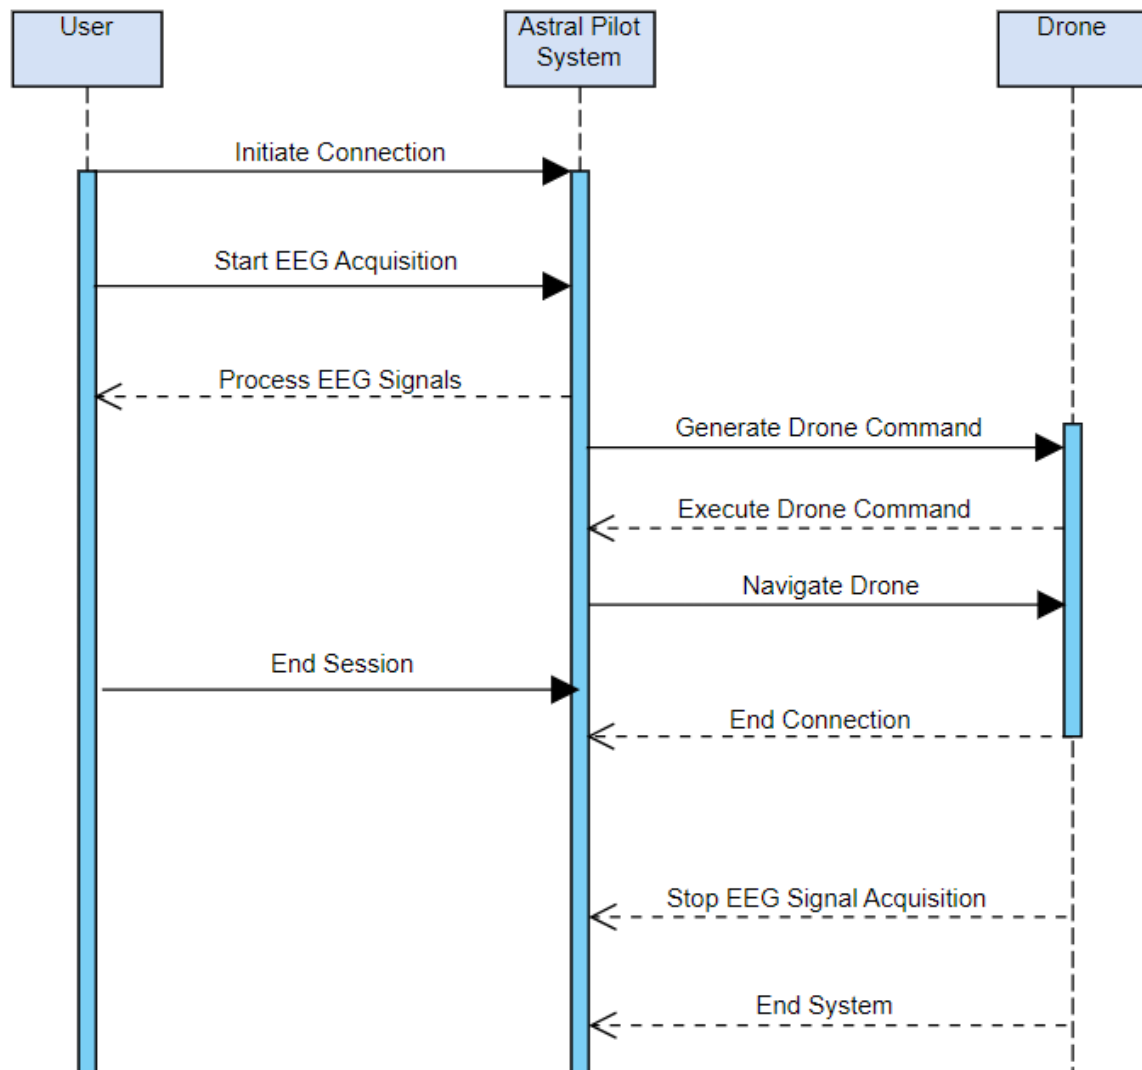 User
Astral Pilot
System
Drone
Initiate Connection
Start EEG Acquisition
Process EEG Signals
Generate Drone Command
Execute Drone Command
Navigate Drone
End Session
End Connection
Stop EEG Signal Acquisition
End System